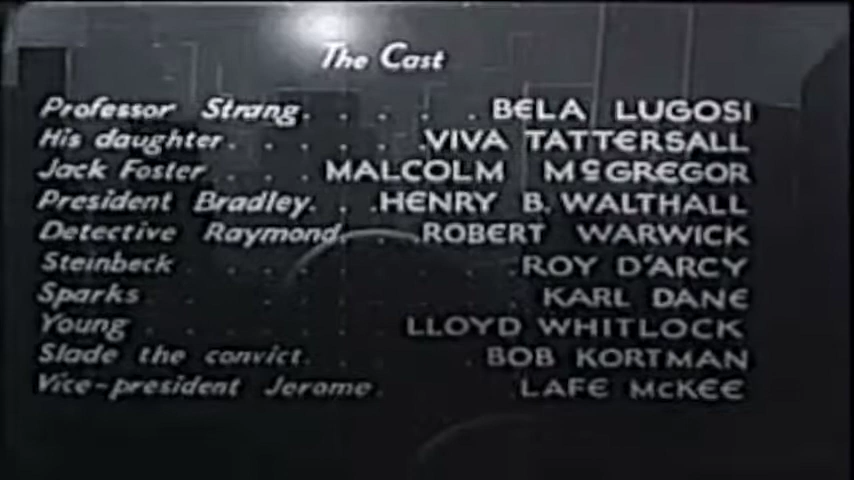 The Cast
Professor Strang. . . . . BELA LUGOSI
His daughter. . . . . . .VIVA TATTERSALL
Jack Foster . . . MALCOLM McGREGOR
President Bradley. . .HENRY B. WALTHALL
Detective Raymond. . .ROBERT WARWICK
Steinbeck . . . . . . .ROY D'ARCY
Sparks . . . . . . . KARL DANE
Young . . . . . LLOYD WHITLOCK
Slade the convict. . . . BOB KORTMAN
Vice-president Jerome. . .LAFE McKEE